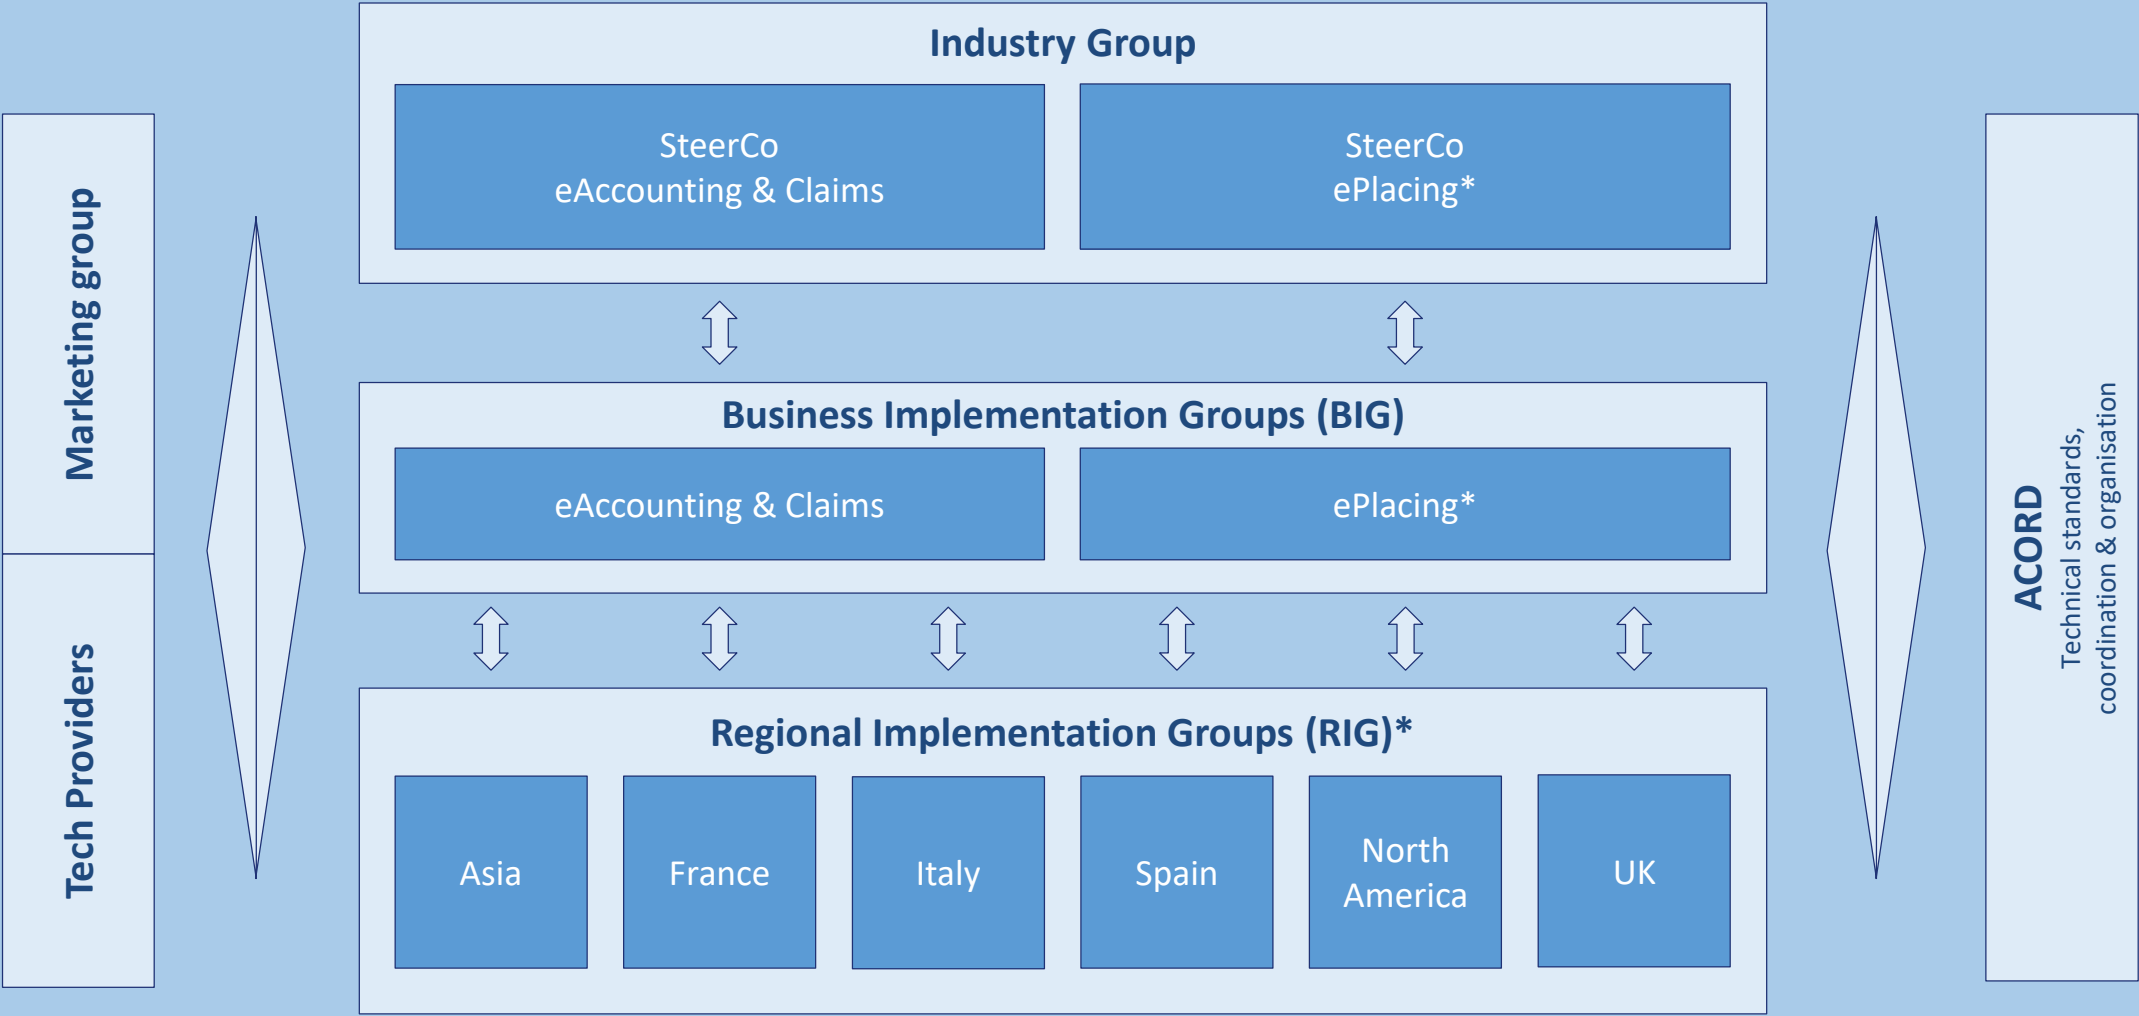 Industry Group
SteerCo
eAccounting & Claims
SteerCo
ePlacing*
Marketing group
Tech Providers
Business Implementation Groups (BIG)
eAccounting & Claims
ePlacing*
Regional Implementation Groups (RIG)*
Asia
France
Italy
Spain
North
America
UK
ACORD
Technical standards,
coordination & organisation